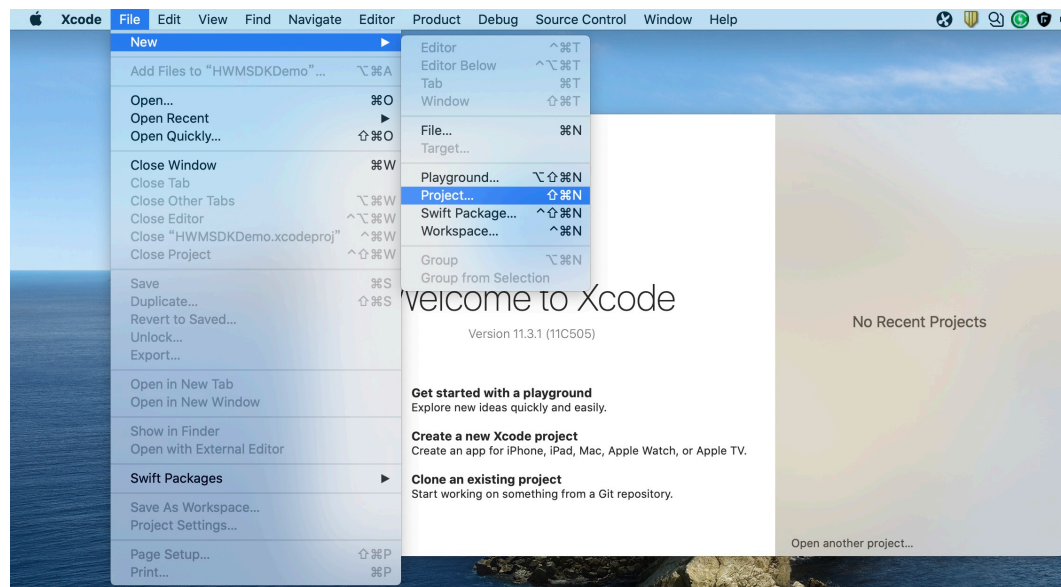 Xcode File Edit View Find Navigate Editor Product Debug Source Control Window Help
New ▶
Add Files to “HWMSDKDemo”... ⌥⌘A
Open... ⌘O
Open Recent ▶
Open Quickly... ⇧⌘O
Close Window ⌘W
Close Tab
Close Other Tabs ⌥⌘W
Close Editor ^⌥⌘W
Close “HWMSDKDemo.xcodeproj” ^⌘W
Close Project ^⇧⌘W
Save ⌘S
Duplicate... ⇧⌘S
Revert to Saved...
Unlock...
Export...
Open in New Tab
Open in New Window
Show in Finder
Open with External Editor
Swift Packages ▶
Save As Workspace...
Project Settings...
Page Setup... ⇧⌘P
Print... ⌘P
Editor ^⌘T
Editor Below ^⌥⌘T
Tab ⌘T
Window ⇧⌘T
File... ⌘N
Target...
Playground... ⌥⇧⌘N
Project... ⇧⌘N
Swift Package... ^⇧⌘N
Workspace... ^⌘N
Group ⌥⌘N
Group from Selection
Welcome to Xcode
Version 11.3.1 (11C505)
Get started with a playground
Explore new ideas quickly and easily.
Create a new Xcode project
Create an app for iPhone, iPad, Mac, Apple Watch, or Apple TV.
Clone an existing project
Start working on something from a Git repository.
No Recent Projects
Open another project...